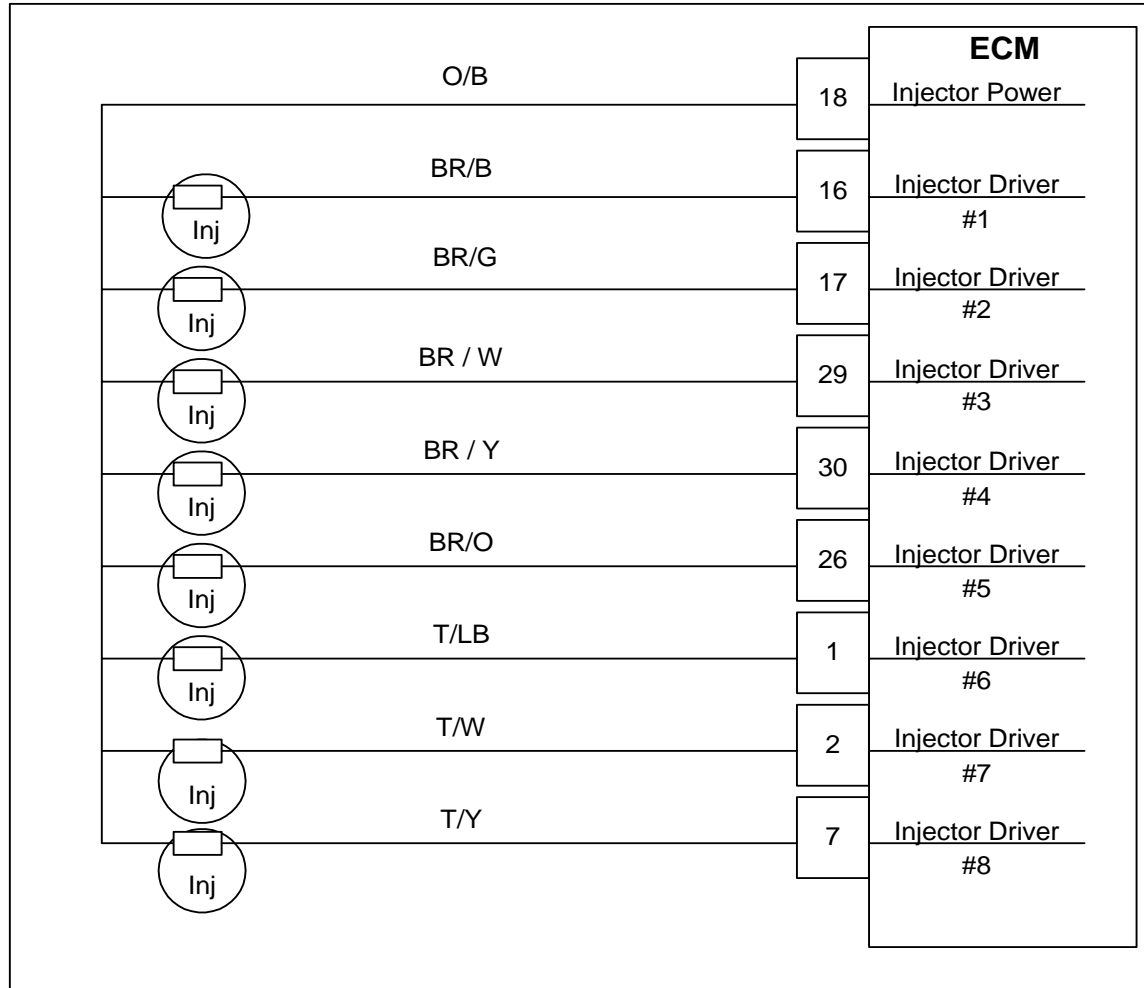 ECM
O/B
18
Injector Power
BR/B
16
Injector Driver
#1
Inj
BR/G
17
Injector Driver
#2
Inj
BR / W
29
Injector Driver
#3
Inj
BR / Y
30
Injector Driver
#4
Inj
BR/O
26
Injector Driver
#5
Inj
T/LB
1
Injector Driver
#6
Inj
T/W
2
Injector Driver
#7
Inj
T/Y
7
Injector Driver
#8
Inj